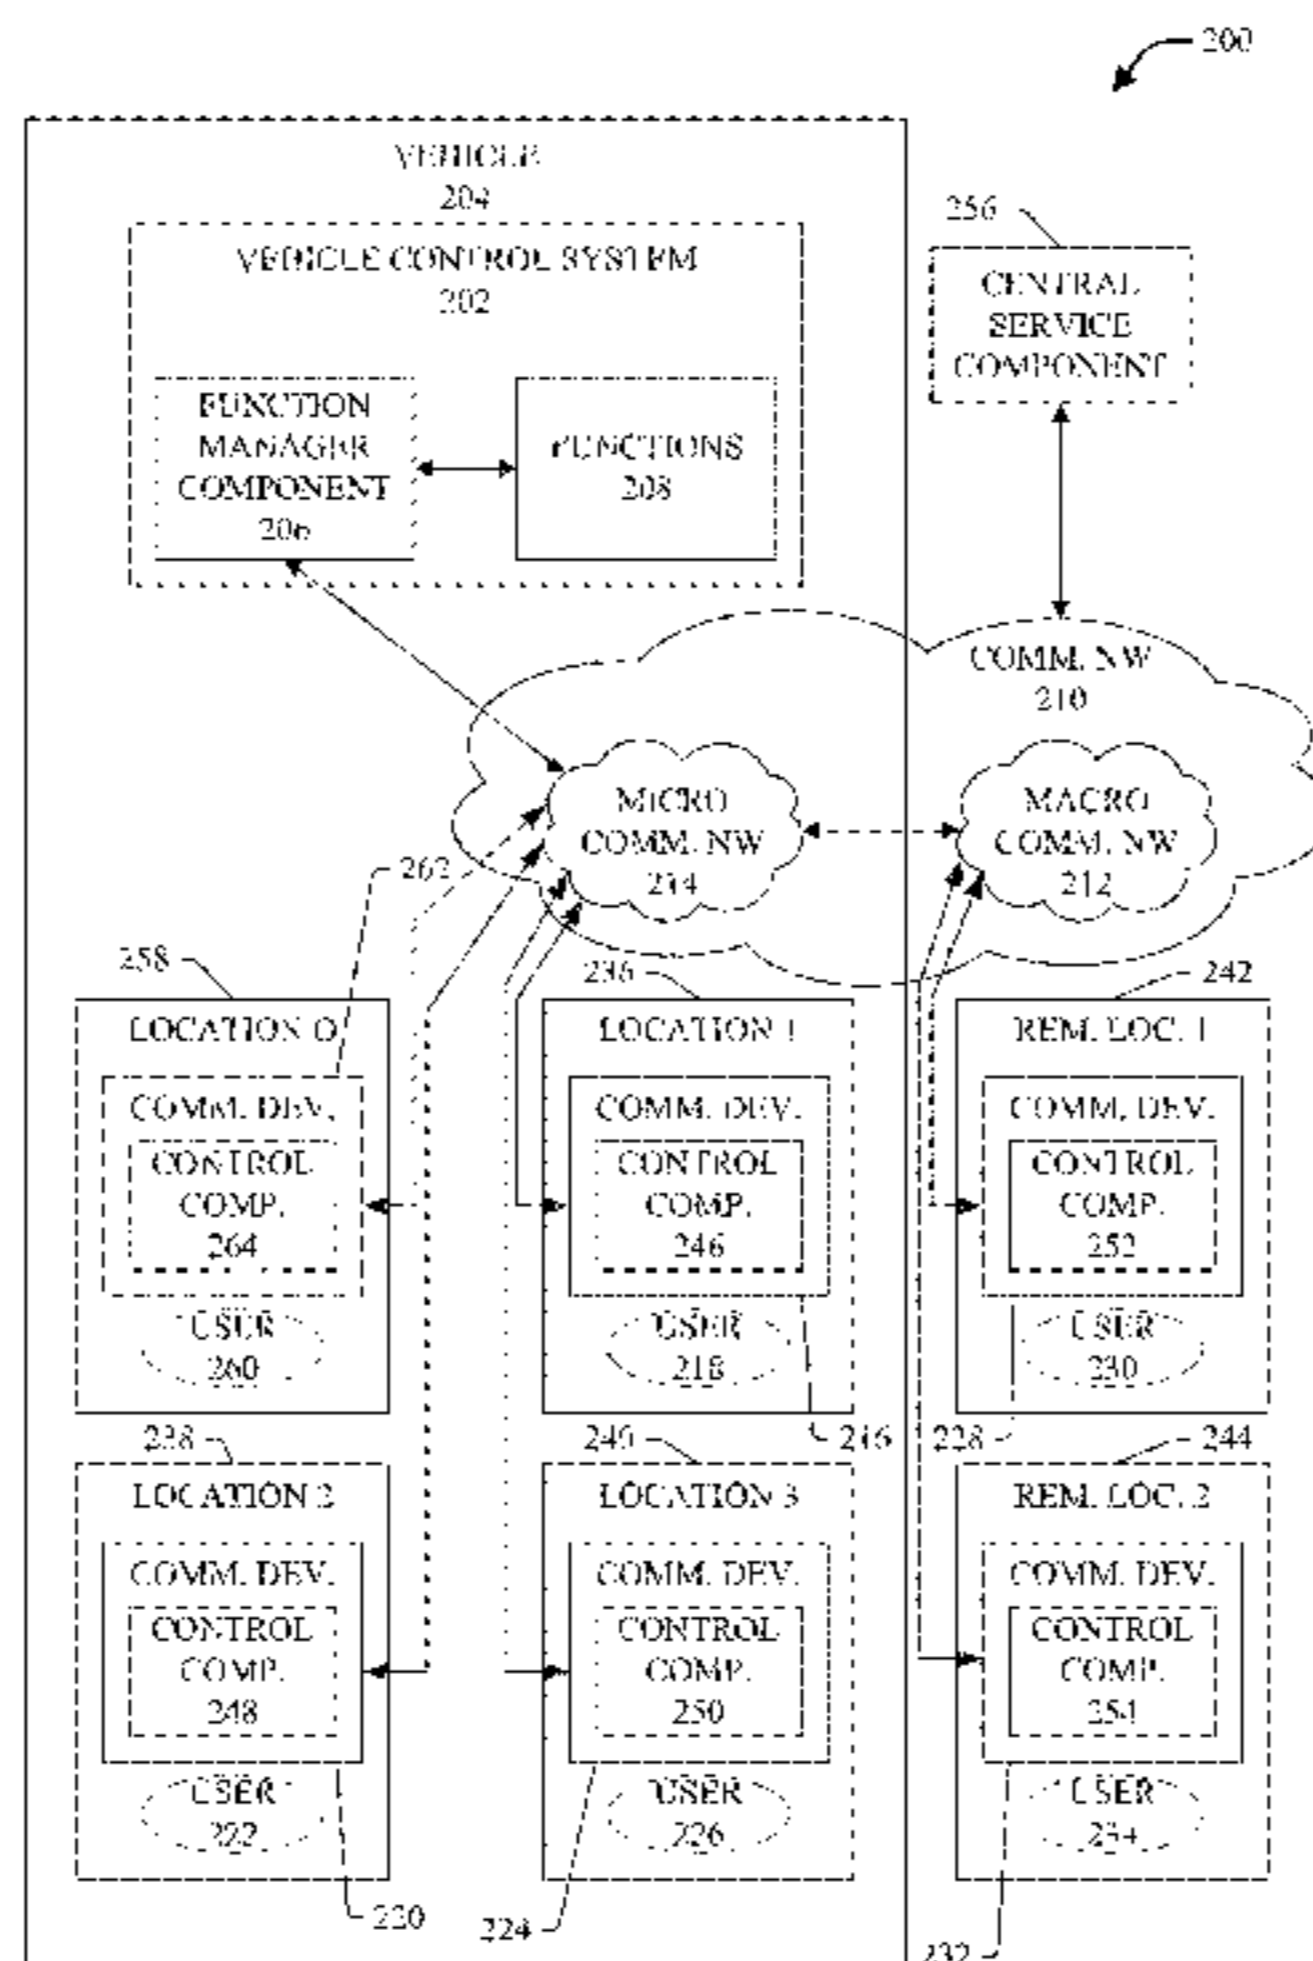 200
VEHICLE
204
VEHICLE CONTROL SYSTEM
202
256
CENTRAL
SERVICE
COMPONENT
FUNCTION
MANAGER
COMPONENT
206
FUNCTIONS
208
COMM. NW
210
MICRO
COMM. NW
214
MACRO
COMM. NW
212
262
258
LOCATION O
COMM. DEV.
CONTROL
COMP.
264
USER
260
236
LOCATION 1
COMM. DEV.
CONTROL
COMP.
246
USER
218
216
242
REM. LOC. 1
COMM. DEV.
CONTROL
COMP.
252
USER
230
228
238
LOCATION 2
COMM. DEV.
CONTROL
COMP.
248
USER
222
220
240
LOCATION 3
COMM. DEV.
CONTROL
COMP.
250
USER
226
224
244
REM. LOC. 2
COMM. DEV.
CONTROL
COMP.
254
USER
234
232